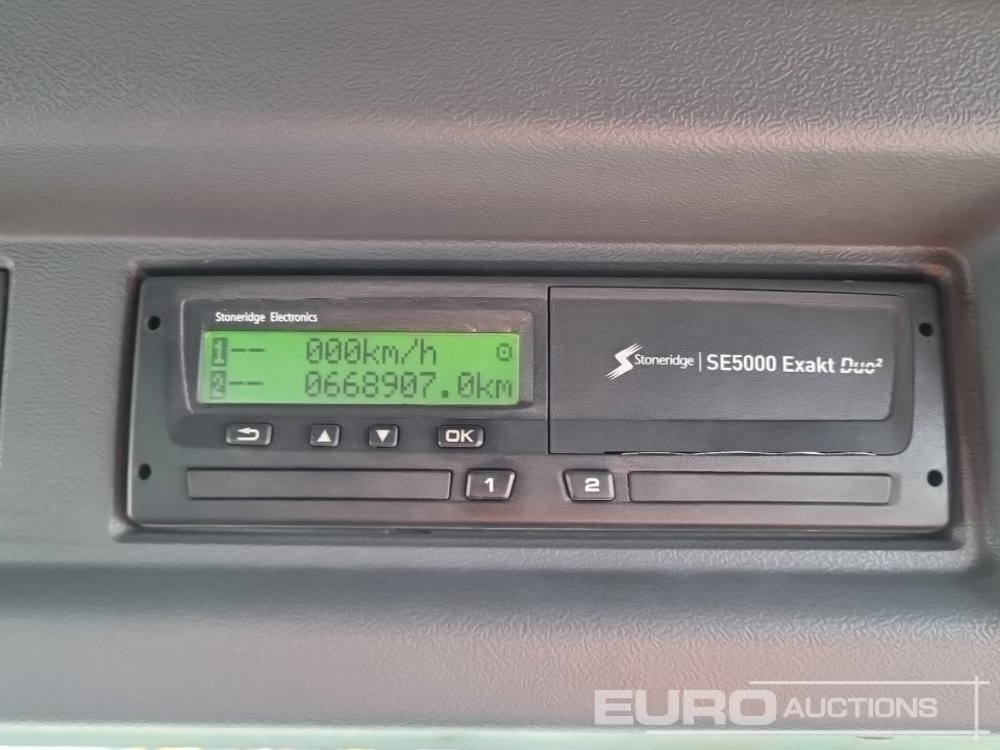 Stoneridge Electronics
1-- 000km/h
2-- 0668907.0km
OK
1
2
Stoneridge | SE5000 Exakt Duo²
EURO AUCTIONS